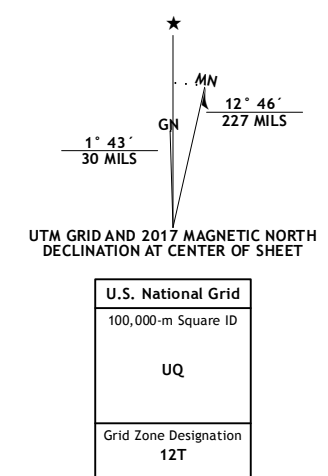 ★
MN
GN
12° 46´
227 MILS
1° 43´
30 MILS
UTM GRID AND 2017 MAGNETIC NORTH
DECLINATION AT CENTER OF SHEET
U.S. National Grid
100,000-m Square ID
UQ
Grid Zone Designation
12T